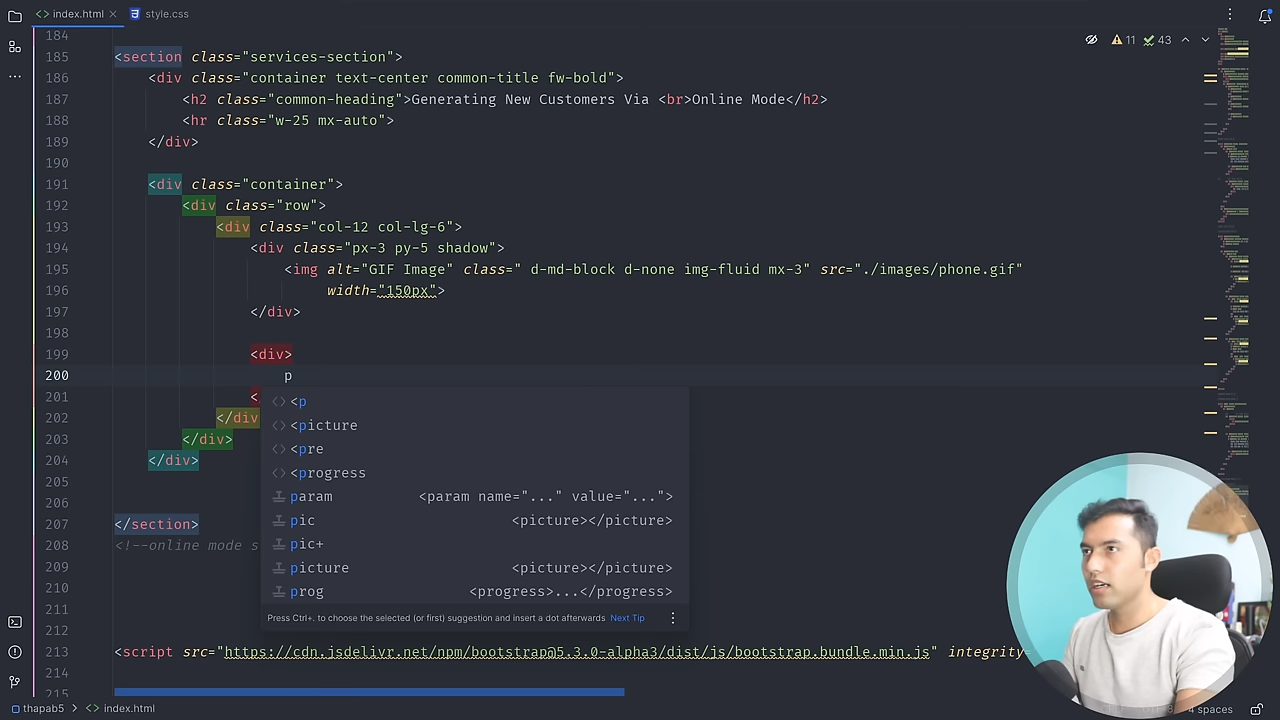 index.html
style.css
184
185 <section class="services-section">
11 43
186 <div class="container text-center common-title fw-bold">
187 <h2 class="common-heading">Generating New Customers Via <br>Online Mode</h2>
188 <hr class="w-25 mx-auto">
189 </div>
190
191 <div class="container">
192 <div class="row">
193 <div class="col-12 col-lg-6">
194 <div class="px-3 py-5 shadow">
195 <img alt="GIF Image" class=" d-md-block d-none img-fluid mx-3" src="./images/phone.gif"
196 width="150px">
197 </div>
198
199 <div>
200 p
201 <
202 </div
203 </div>
204 </div>
205
206
207 </section>
208 <!--online mode s
209
210
211
212
213 <script src="https://cdn.jsdelivr.net/npm/bootstrap@5.3.0-alpha3/dist/js/bootstrap.bundle.min.js" integrity
214
215
<p
<picture
<pre
<progress
param <param name="..." value="...">
pic <picture></picture>
pic+
picture <picture></picture>
prog <progress>...</progress>
Press Ctrl+. to choose the selected (or first) suggestion and insert a dot afterwards Next Tip
thapab5 index.html
4 spaces